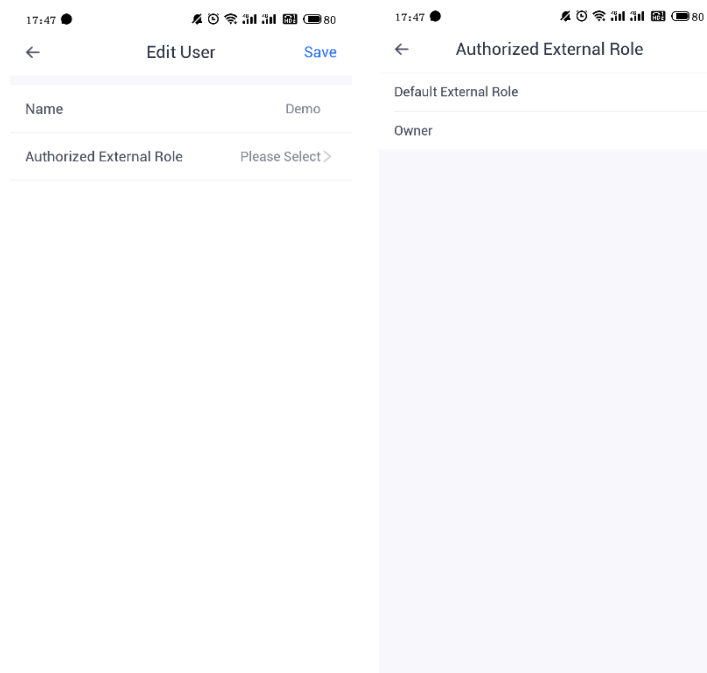 17:47 80
Edit User Save
Name Demo
Authorized External Role Please Select
17:47 80
Authorized External Role
Default External Role
Owner